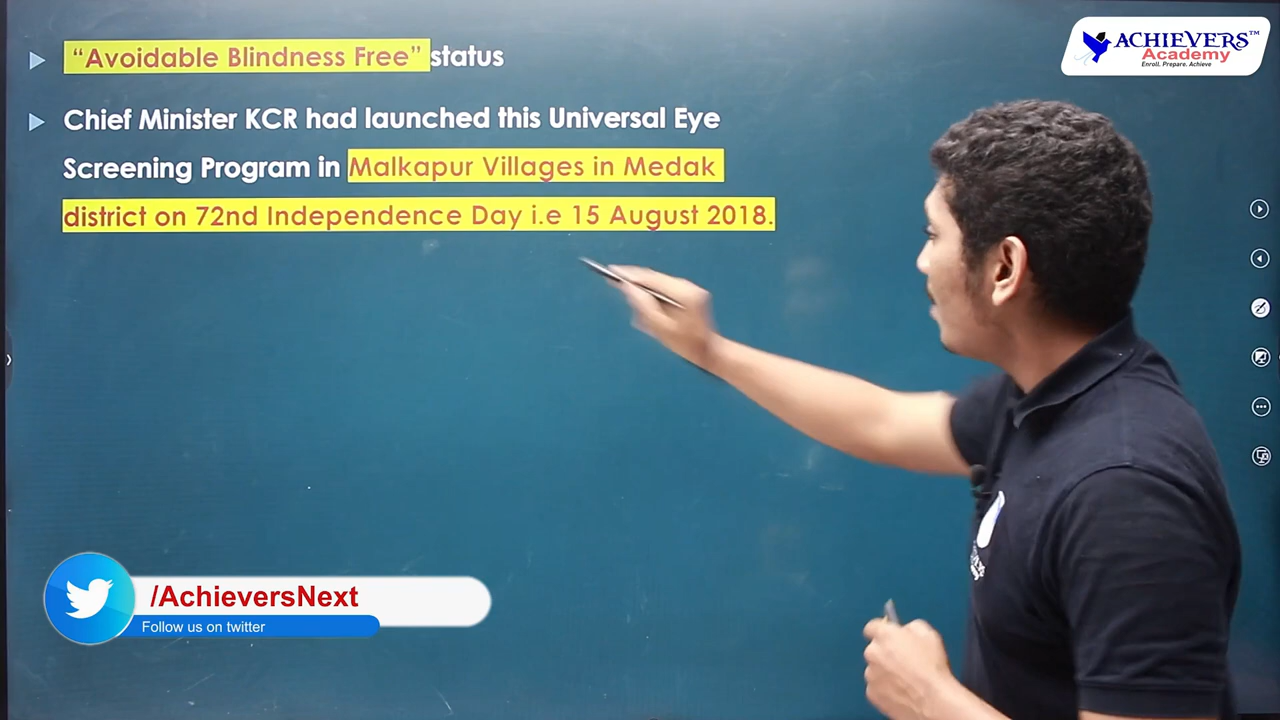 “Avoidable Blindness Free” status
Chief Minister KCR had launched this Universal Eye
Screening Program in Malkapur Villages in Medak
district on 72nd Independence Day i.e 15 August 2018.
ACHIEVERS™
Academy
Enroll. Prepare. Achieve
/AchieversNext
Follow us on twitter